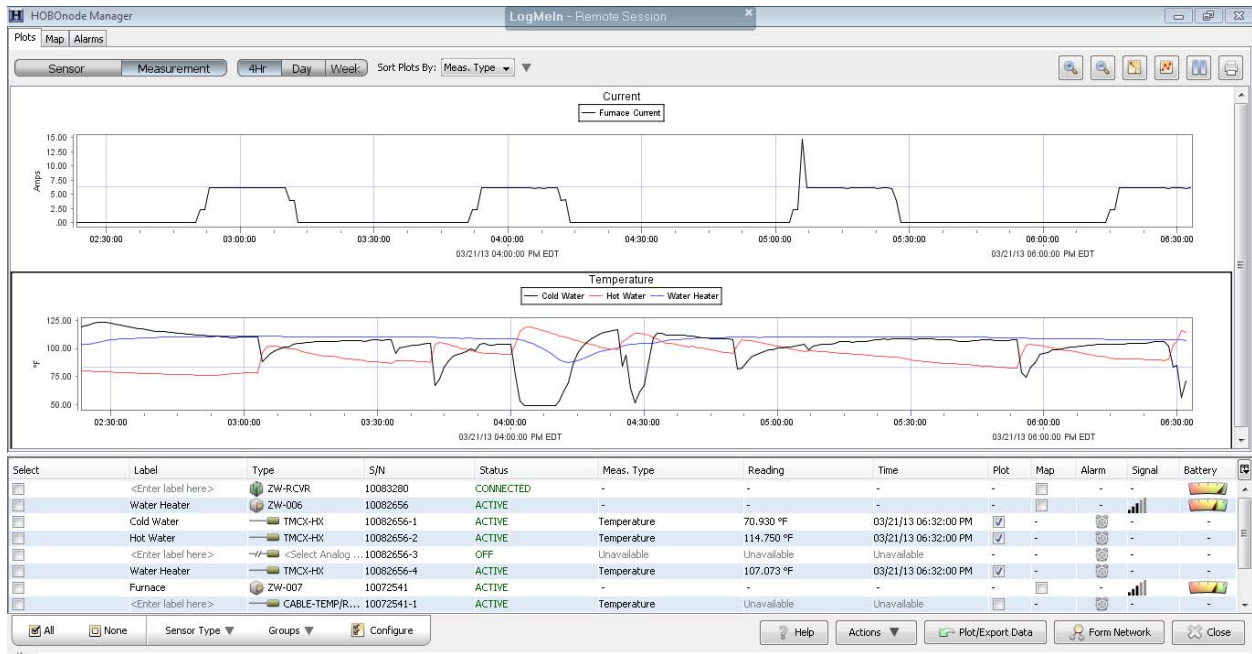 HOBOnode Manager
LogMeIn - Remote Session
Plots Map Alarms
Sensor Measurement 4Hr Day Week Sort Plots By: Meas. Type
Current
Furnace Current
15.00
12.50
10.00
7.50
5.00
2.50
.00
Amps
02:30:00 03:00:00 03:30:00 04:00:00 04:30:00 05:00:00 05:30:00 06:00:00 06:30:00
03/21/13 04:00:00 PM EDT 03/21/13 06:00:00 PM EDT
Temperature
Cold Water Hot Water Water Heater
125.00
100.00
75.00
50.00
°F
02:30:00 03:00:00 03:30:00 04:00:00 04:30:00 05:00:00 05:30:00 06:00:00 06:30:00
03/21/13 04:00:00 PM EDT 03/21/13 06:00:00 PM EDT
Select Label Type S/N Status Meas. Type Reading Time Plot Map Alarm Signal Battery
<Enter label here> ZW-RCVR 10083280 CONNECTED - - - - - -
Water Heater ZW-006 10082656 ACTIVE - - - - -
Cold Water TMCX-HX 10082656-1 ACTIVE Temperature 70.930 °F 03/21/13 06:32:00 PM - - -
Hot Water TMCX-HX 10082656-2 ACTIVE Temperature 114.750 °F 03/21/13 06:32:00 PM - - -
<Enter label here> <Select Analog ... 10082656-3 OFF Unavailable Unavailable Unavailable - - - -
Water Heater TMCX-HX 10082656-4 ACTIVE Temperature 107.073 °F 03/21/13 06:32:00 PM - - -
Furnace ZW-007 10072541 ACTIVE - - - - -
<Enter label here> CABLE-TEMP/R... 10072541-1 ACTIVE Temperature Unavailable Unavailable - - -
All None Sensor Type Groups Configure Help Actions Plot/Export Data Form Network Close